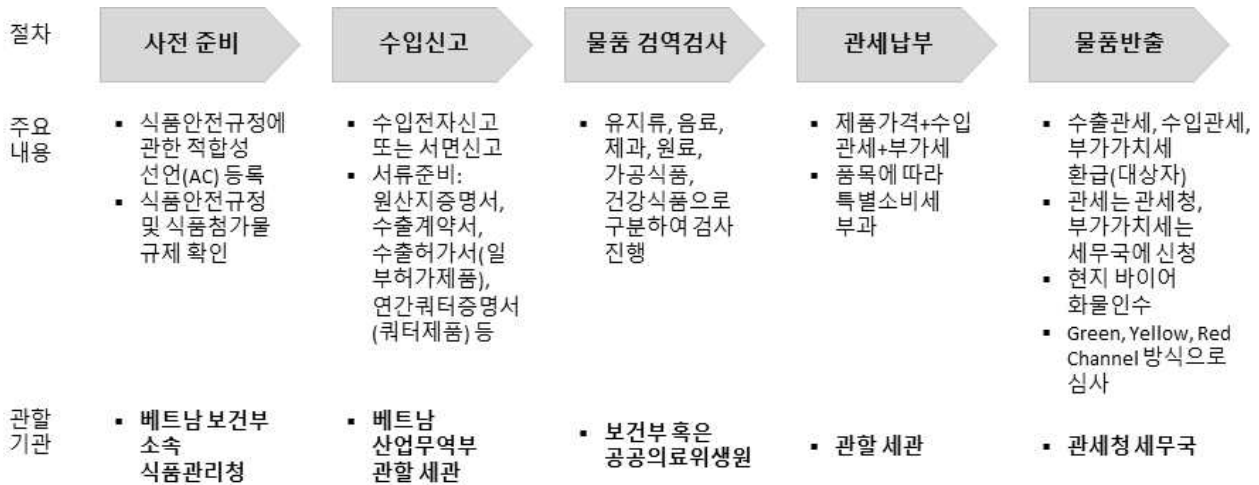 절차
사전 준비
수입신고
물품 검역검사
관세납부
물품반출
주요
내용
▪ 식품안전규정에
관한 적합성
선언(AC) 등록
▪ 식품안전규정
및 식품첨가물
규제 확인
▪ 수입전자신고
또는 서면신고
▪ 서류준비:
원산지증명서,
수출계약서,
수출허가서(일
부허가제품),
연간쿼터증명서
(쿼터제품) 등
▪ 유지류, 음료,
제과, 원료,
가공식품,
건강식품으로
구분하여 검사
진행
▪ 제품가격+수입
관세+부가세
▪ 품목에 따라
특별소비세
부과
▪ 수출관세, 수입관세,
부가가치세
환급(대상자)
▪ 관세는 관세청,
부가가치세는
세무국에 신청
▪ 현지 바이어
화물인수
▪ Green, Yellow, Red
Channel 방식으로
심사
관할
기관
▪ 베트남 보건부
소속
식품관리청
▪ 베트남
산업무역부
관할 세관
▪ 보건부 혹은
공공의료위생원
▪ 관할 세관
▪ 관세청 세무국